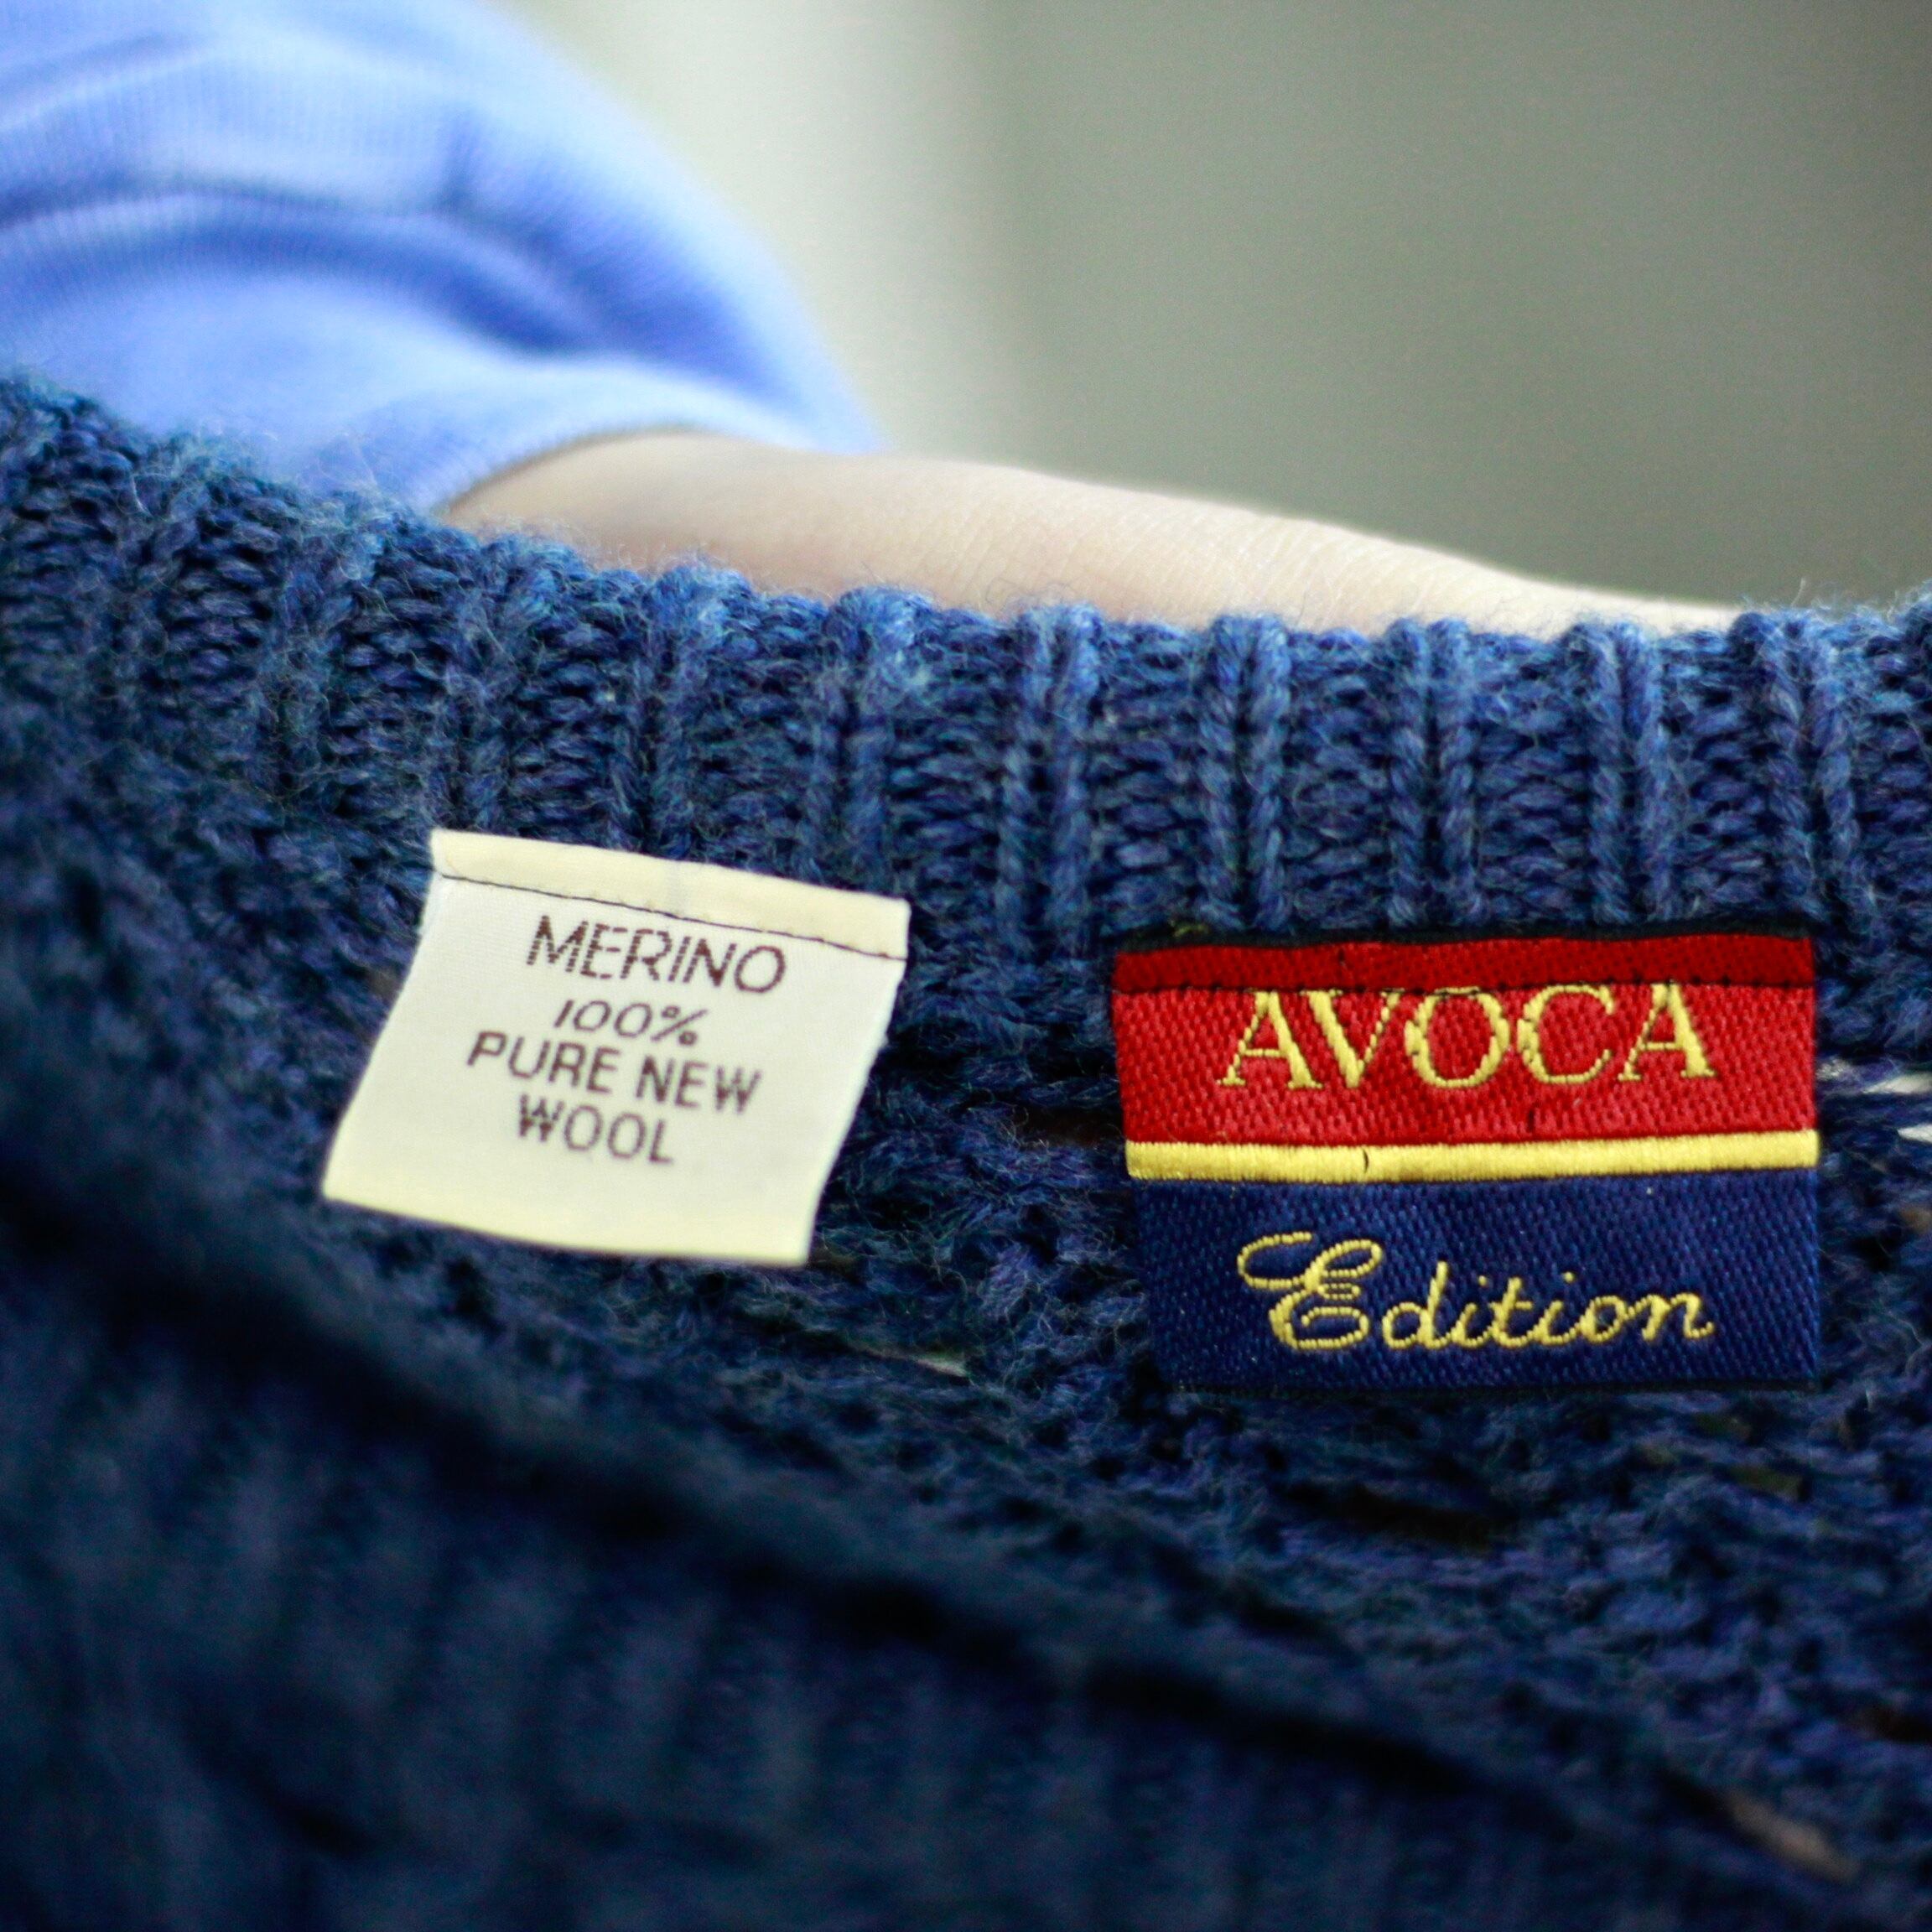 MERINO
100%
PURE NEW
WOOL
AVOCA
Edition